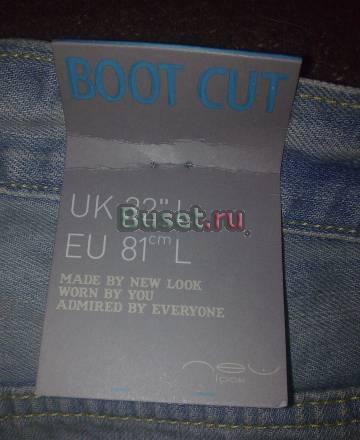 BOOT CUT
UK 32" L
Buset.ru
EU 81cm L
MADE BY NEW LOOK
WORN BY YOU
ADMIRED BY EVERYONE
new
look